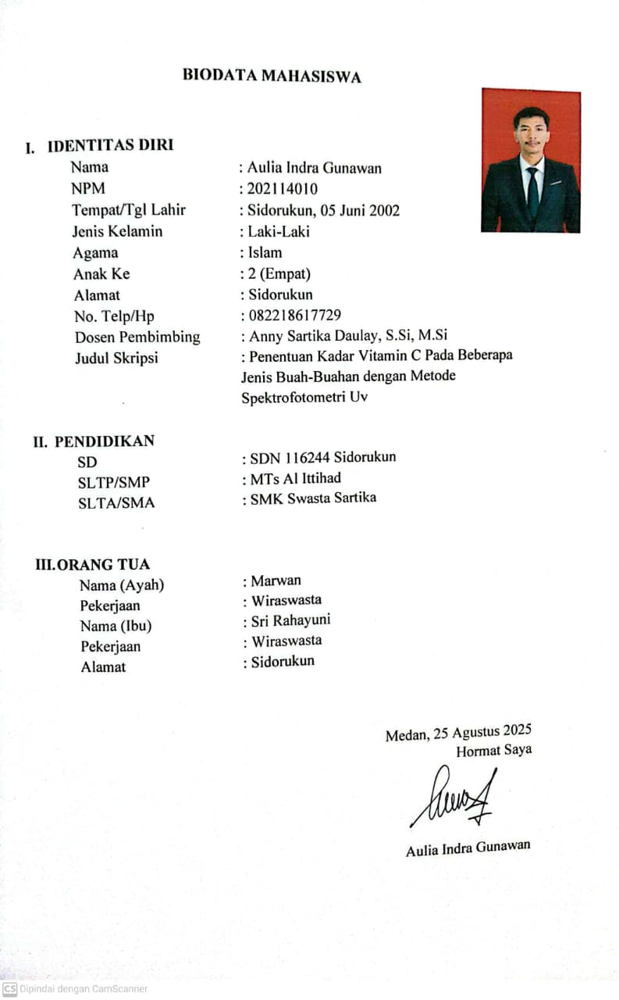 BIODATA MAHASISWA
I. IDENTITAS DIRI
Nama : Aulia Indra Gunawan
NPM : 202114010
Tempat/Tgl Lahir : Sidorukun, 05 Juni 2002
Jenis Kelamin : Laki-Laki
Agama : Islam
Anak Ke : 2 (Empat)
Alamat : Sidorukun
No. Telp/Hp : 082218617729
Dosen Pembimbing : Anny Sartika Daulay, S.Si, M.Si
Judul Skripsi : Penentuan Kadar Vitamin C Pada Beberapa
Jenis Buah-Buahan dengan Metode
Spektrofotometri Uv
II. PENDIDIKAN
SD : SDN 116244 Sidorukun
SLTP/SMP : MTs Al Ittihad
SLTA/SMA : SMK Swasta Sartika
III.ORANG TUA
Nama (Ayah) : Marwan
Pekerjaan : Wiraswasta
Nama (Ibu) : Sri Rahayuni
Pekerjaan : Wiraswasta
Alamat : Sidorukun
Medan, 25 Agustus 2025
Hormat Saya
Aulia Indra Gunawan
CS Dipindai dengan CamScanner